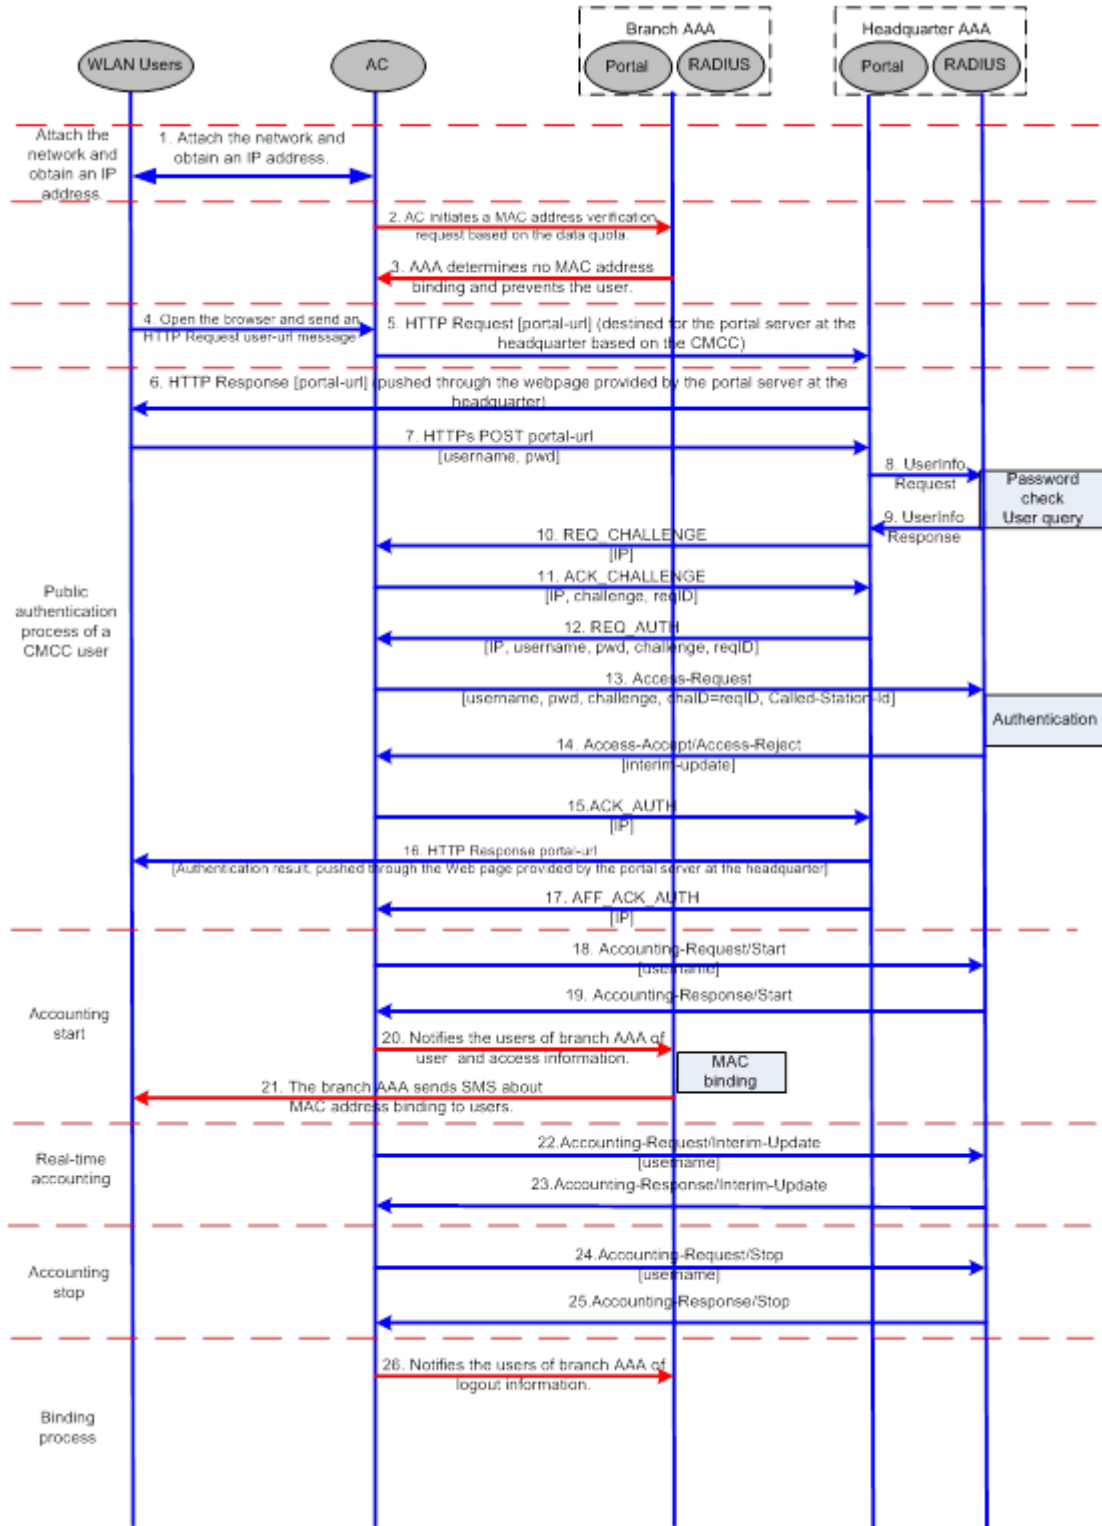 Branch AAA
Headquarter AAA
WLAN Users
AC
Portal
RADIUS
Portal
RADIUS
Attach the
network and
obtain an IP
address.
1. Attach the network and
obtain an IP address.
2. AC initiates a MAC address verification
request based on the data quota.
3. AAA determines no MAC address
binding and prevents the user.
4. Open the browser and send an
HTTP Request user-url message
5. HTTP Request [portal-url] (destined for the portal server at the
headquarter based on the CMCC)
6. HTTP Response [portal-url] (pushed through the webpage provided by the portal server at the
headquarter)
7. HTTPs POST portal-url
[username, pwd]
8. UserInfo
Request
Password
check
User query
9. UserInfo
Response
10. REQ_CHALLENGE
[IP]
11. ACK_CHALLENGE
[IP, challenge, reqID]
Public
authentication
process of a
CMCC user
12. REQ_AUTH
[IP, username, pwd, challenge, reqID]
13. Access-Request
[username, pwd, challenge, chalD=reqID, Called-Station-Id]
Authentication
14. Access-Accept/Access-Reject
[interim-update]
15.ACK_AUTH
[IP]
16. HTTP Response portal-url
[Authentication result, pushed through the Web page provided by the portal server at the headquarter]
17. AFF_ACK_AUTH
[IP]
18. Accounting-Request/Start
[username]
19. Accounting-Response/Start
Accounting
start
20. Notifies the users of branch AAA of
user and access information.
MAC
binding
21. The branch AAA sends SMS about
MAC address binding to users.
Real-time
accounting
22.Accounting-Request/Interim-Update
[username]
23.Accounting-Response/Interim-Update
Accounting
stop
24.Accounting-Request/Stop
[username]
25.Accounting-Response/Stop
26. Notifies the users of branch AAA of
logout information.
Binding
process